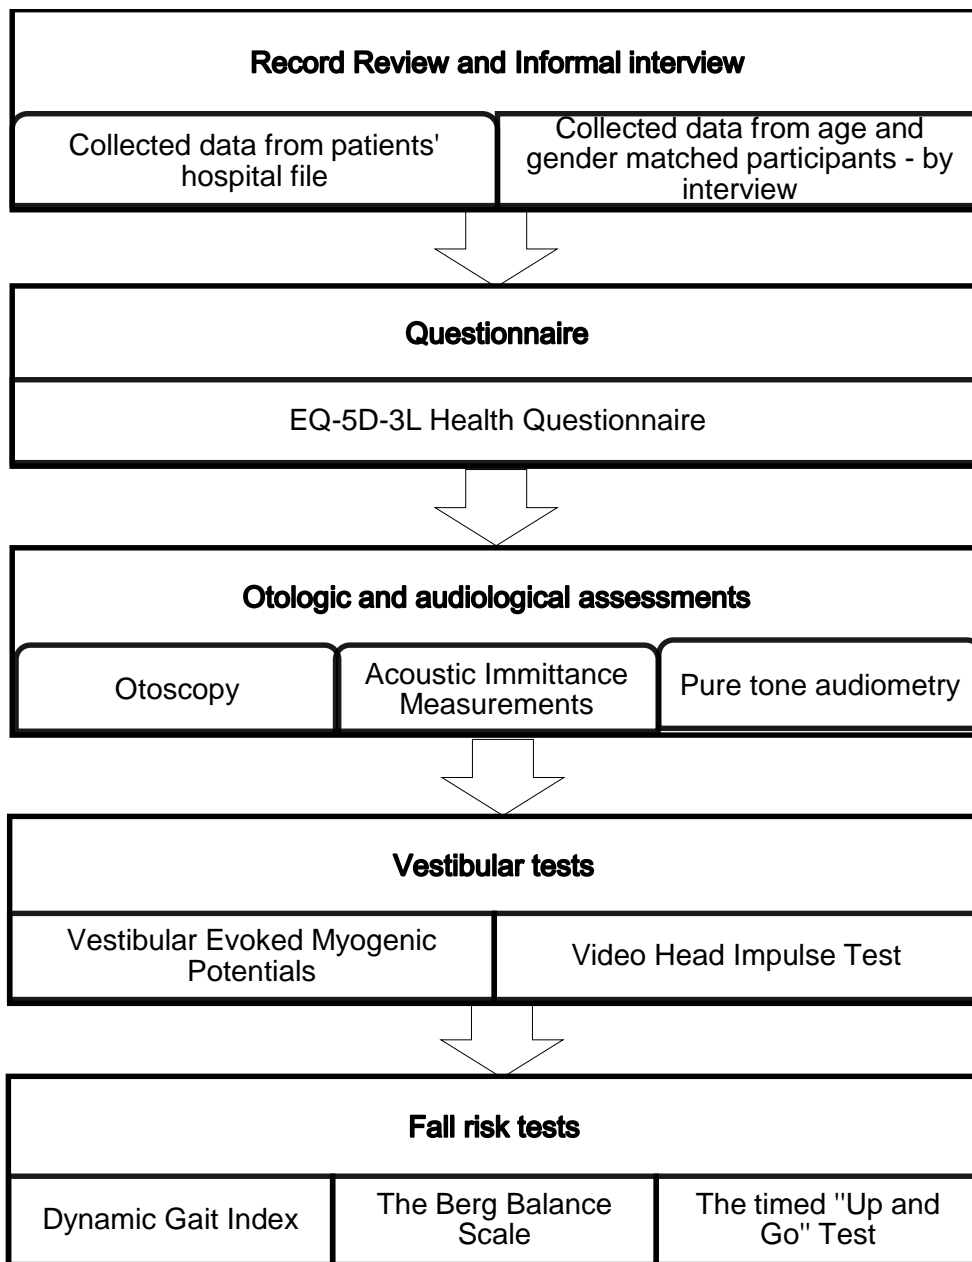 Record Review and Informal interview
Collected data from patients'
hospital file
Collected data from age and
gender matched participants - by
interview
Questionnaire
EQ-5D-3L Health Questionnaire
Otologic and audiological assessments
Otoscopy
Acoustic Immittance
Measurements
Pure tone audiometry
Vestibular tests
Vestibular Evoked Myogenic
Potentials
Video Head Impulse Test
Fall risk tests
Dynamic Gait Index
The Berg Balance
Scale
The timed "Up and
Go" Test